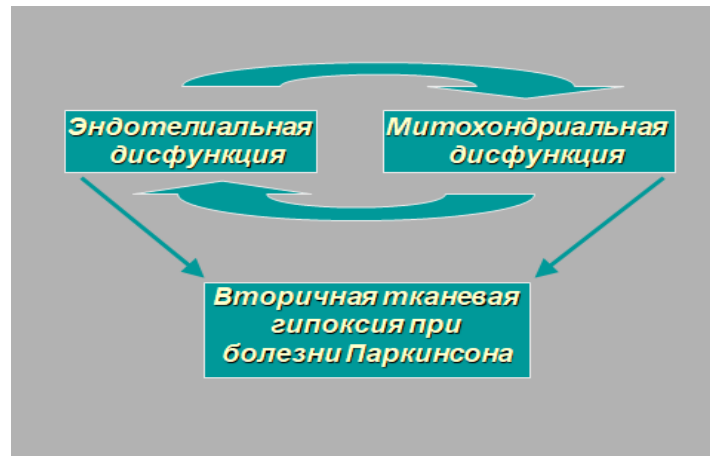 Эндотелиальная
дисфункция
Митохондриальная
дисфункция
Вторичная тканевая
гипоксия при
болезни Паркинсона